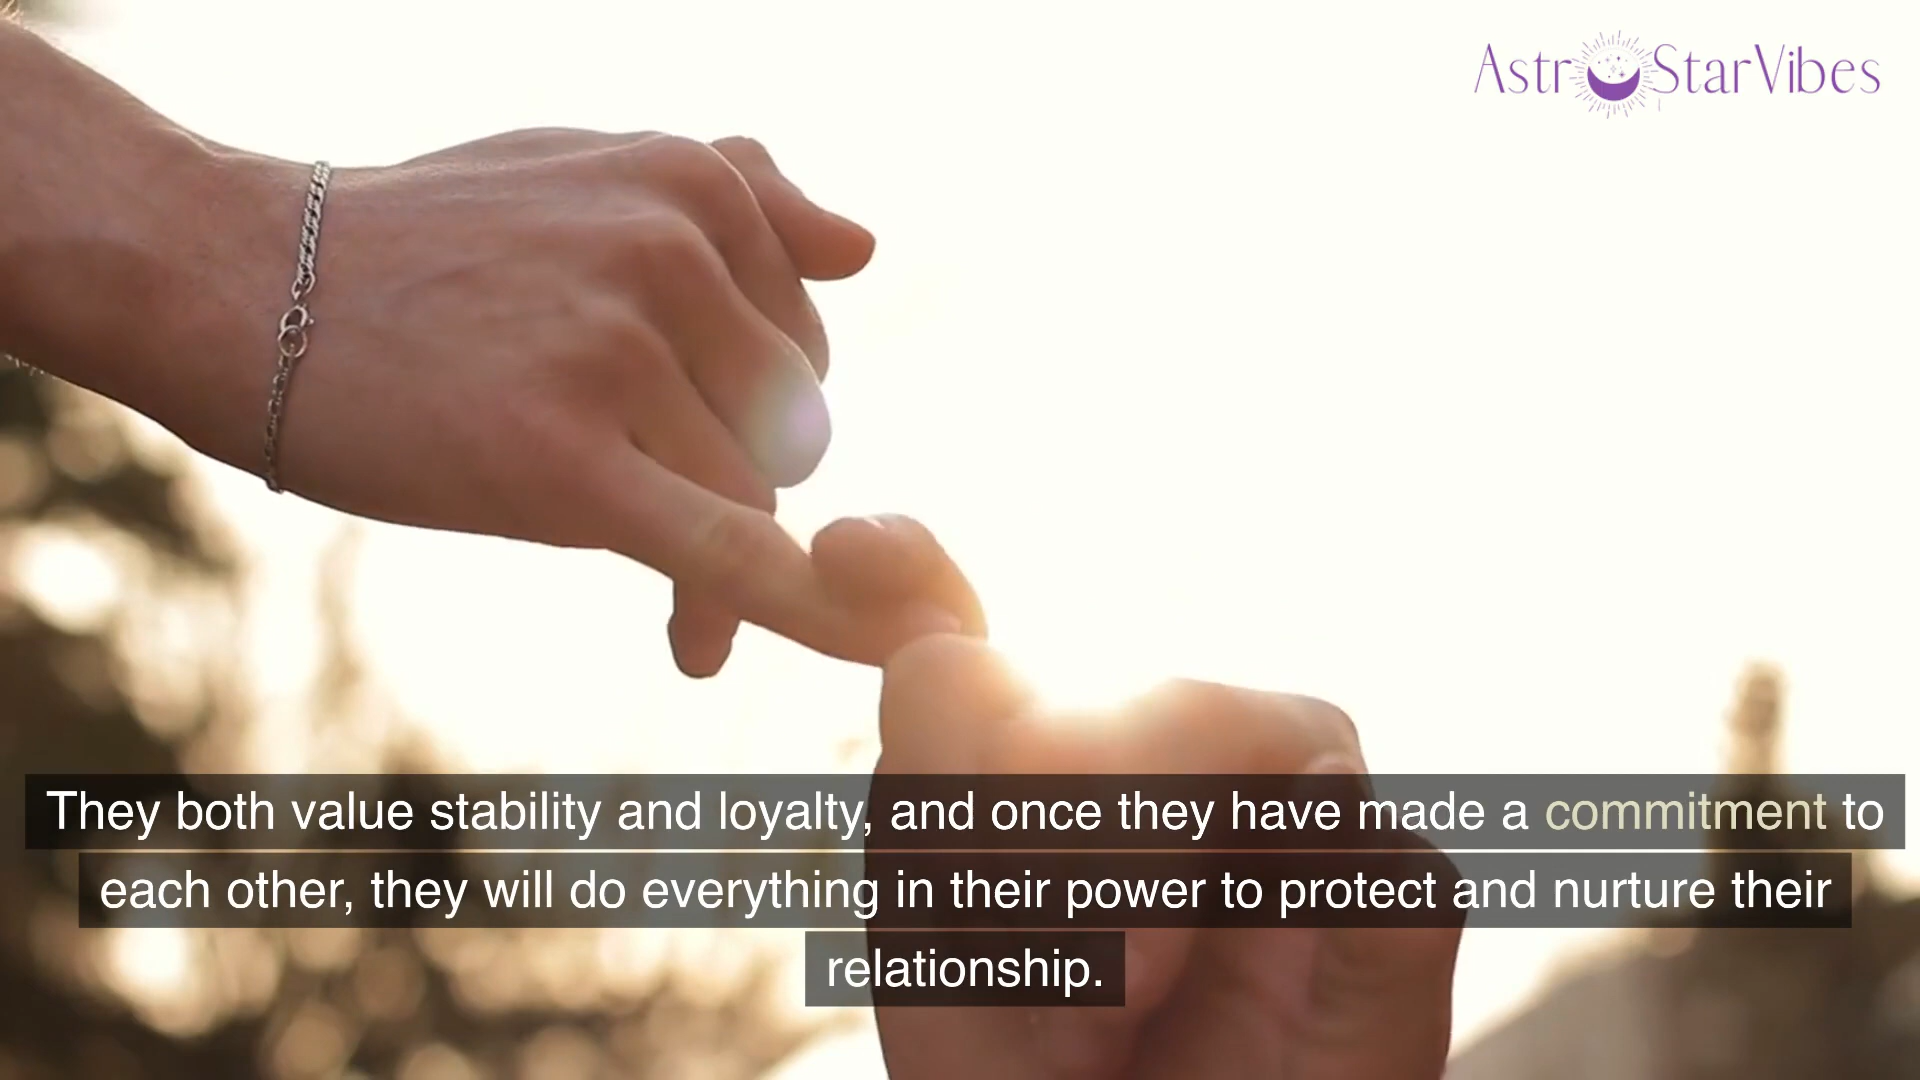 AstroStarVibes
They both value stability and loyalty, and once they have made a commitment to
each other, they will do everything in their power to protect and nurture their
relationship.